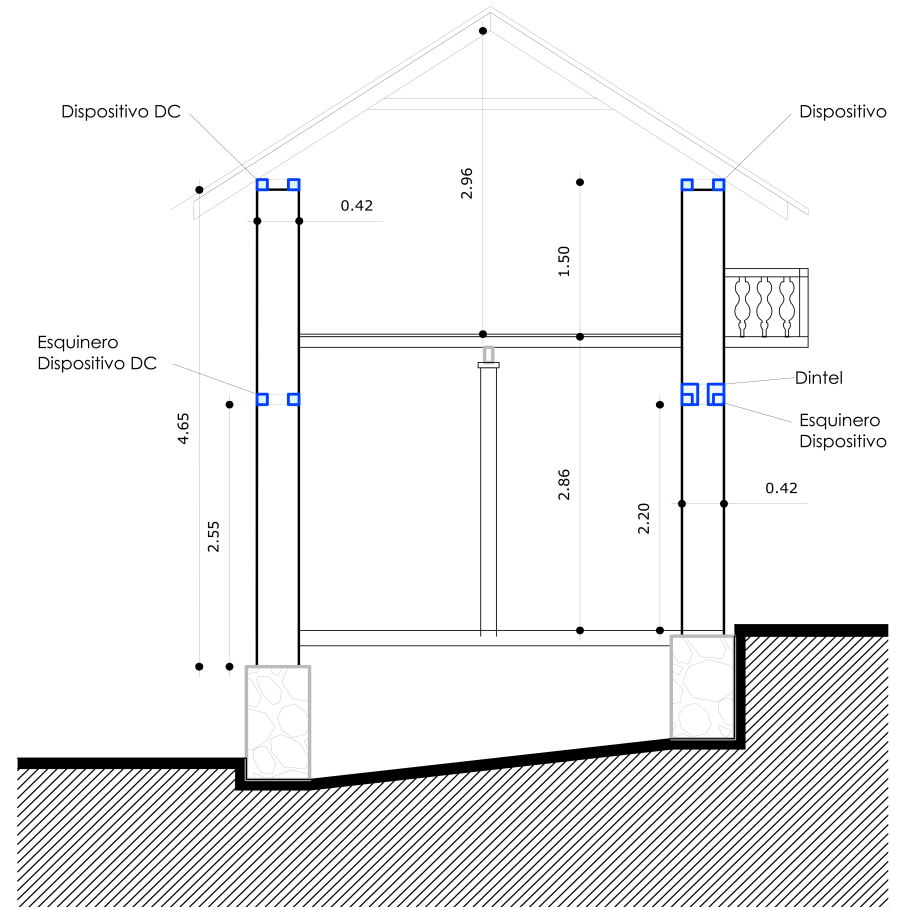 Dispositivo DC
Dispositivo
2.96
0.42
1.50
Esquinero
Dispositivo DC
Dintel
Esquinero
Dispositivo
4.65
2.86
0.42
2.20
2.55